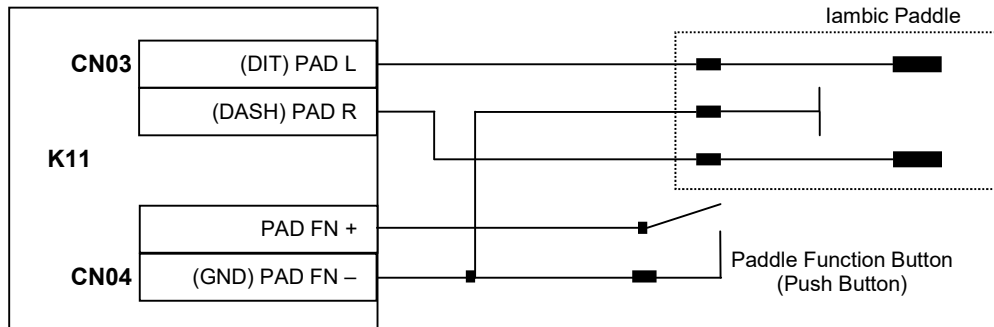 Iambic Paddle
CN03
(DIT) PAD L
(DASH) PAD R
K11
PAD FN +
CN04
(GND) PAD FN –
Paddle Function Button
(Push Button)